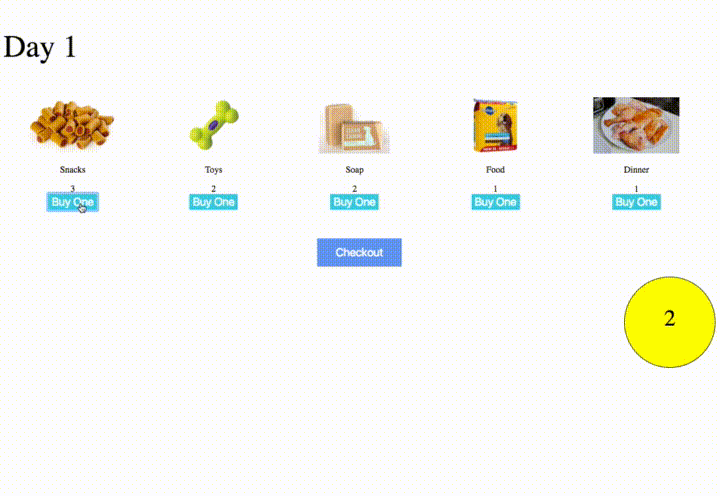 Day 1
Snacks
Toys
Soap
Food
Dinner
3
2
2
1
1
Buy One
Buy One
Buy One
Buy One
Buy One
Checkout
2